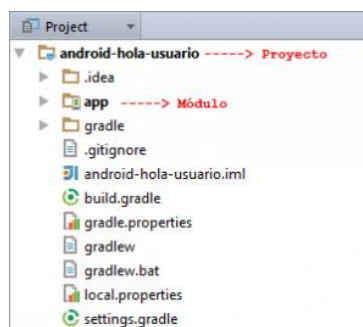 Project
android-hola-usuario -----> Proyecto
.idea
app -----> Módulo
gradle
.gitignore
android-hola-usuario.iml
build.gradle
gradle.properties
gradlew
gradlew.bat
local.properties
settings.gradle